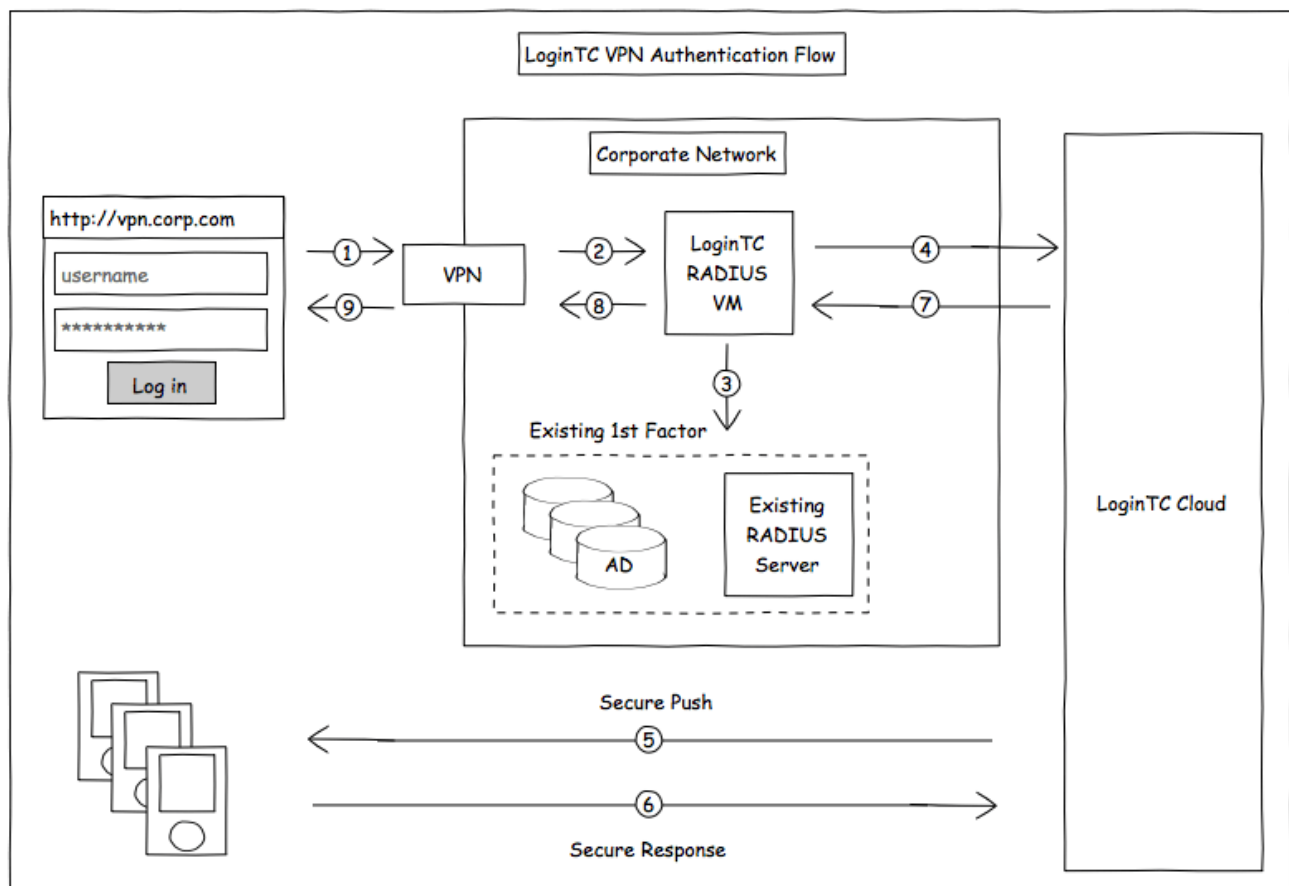 LoginTC VPN Authentication Flow
Corporate Network
http://vpn.corp.com
username
**********
Log in
1
9
VPN
2
8
LoginTC
RADIUS
VM
4
7
3
Existing 1st Factor
AD
Existing
RADIUS
Server
LoginTC Cloud
Secure Push
5
6
Secure Response